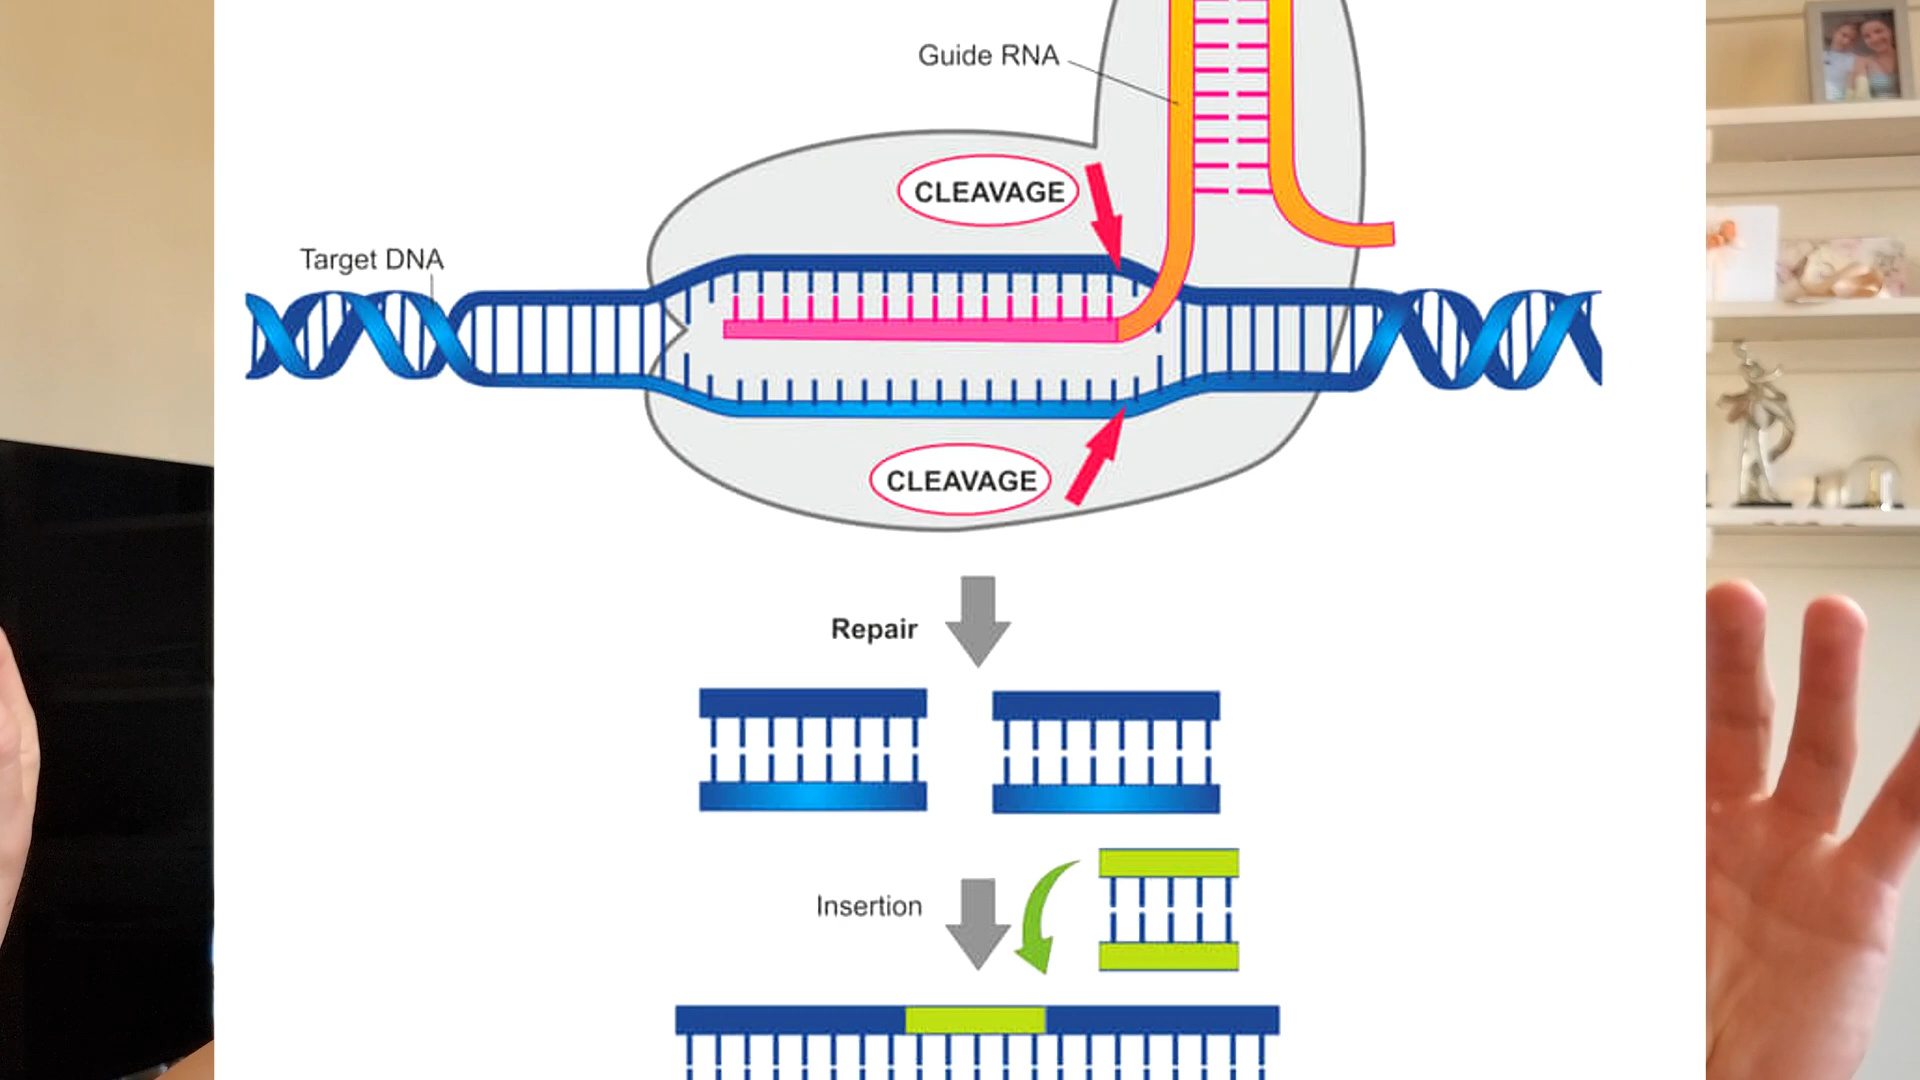 Guide RNA
CLEAVAGE
Target DNA
CLEAVAGE
Repair
Insertion